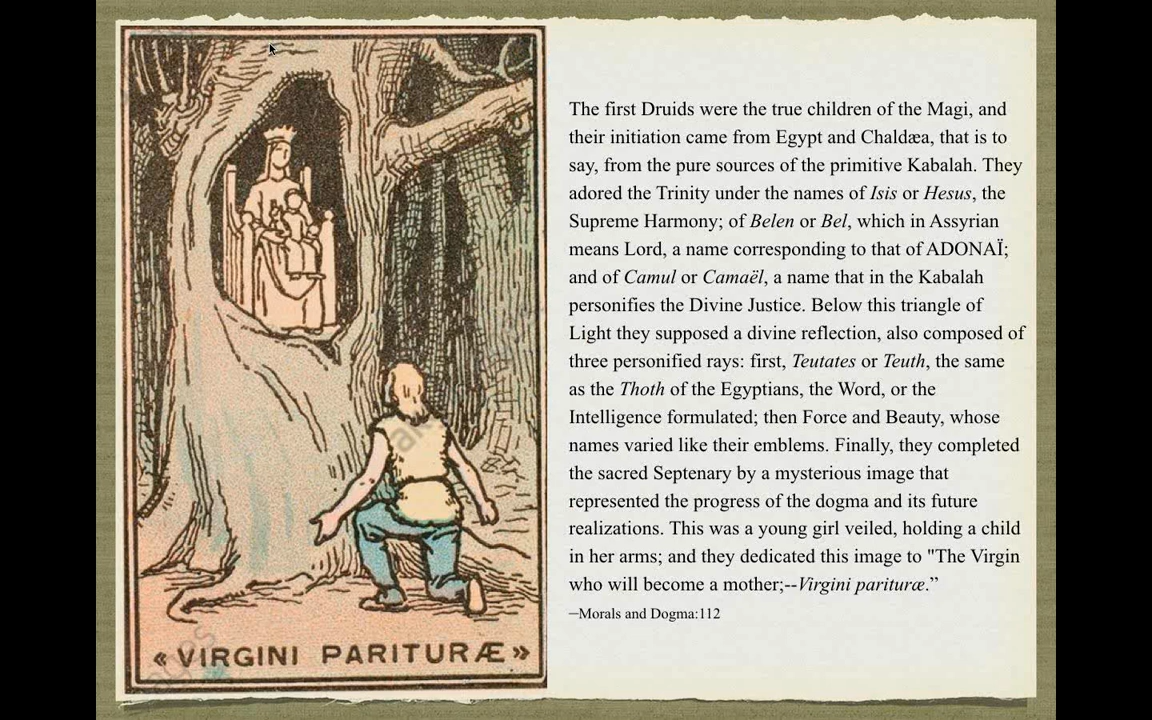 The first Druids were the true children of the Magi, and
their initiation came from Egypt and Chaldæa, that is to
say, from the pure sources of the primitive Kabalah. They
adored the Trinity under the names of Isis or Hesus, the
Supreme Harmony; of Belen or Bel, which in Assyrian
means Lord, a name corresponding to that of ADONAÏ;
and of Camul or Camaël, a name that in the Kabalah
personifies the Divine Justice. Below this triangle of
Light they supposed a divine reflection, also composed of
three personified rays: first, Teutates or Teuth, the same
as the Thoth of the Egyptians, the Word, or the
Intelligence formulated; then Force and Beauty, whose
names varied like their emblems. Finally, they completed
the sacred Septenary by a mysterious image that
represented the progress of the dogma and its future
realizations. This was a young girl veiled, holding a child
in her arms; and they dedicated this image to "The Virgin
who will become a mother;--Virgini parituræ.”
–Morals and Dogma:112
« VIRGINI PARITURÆ »